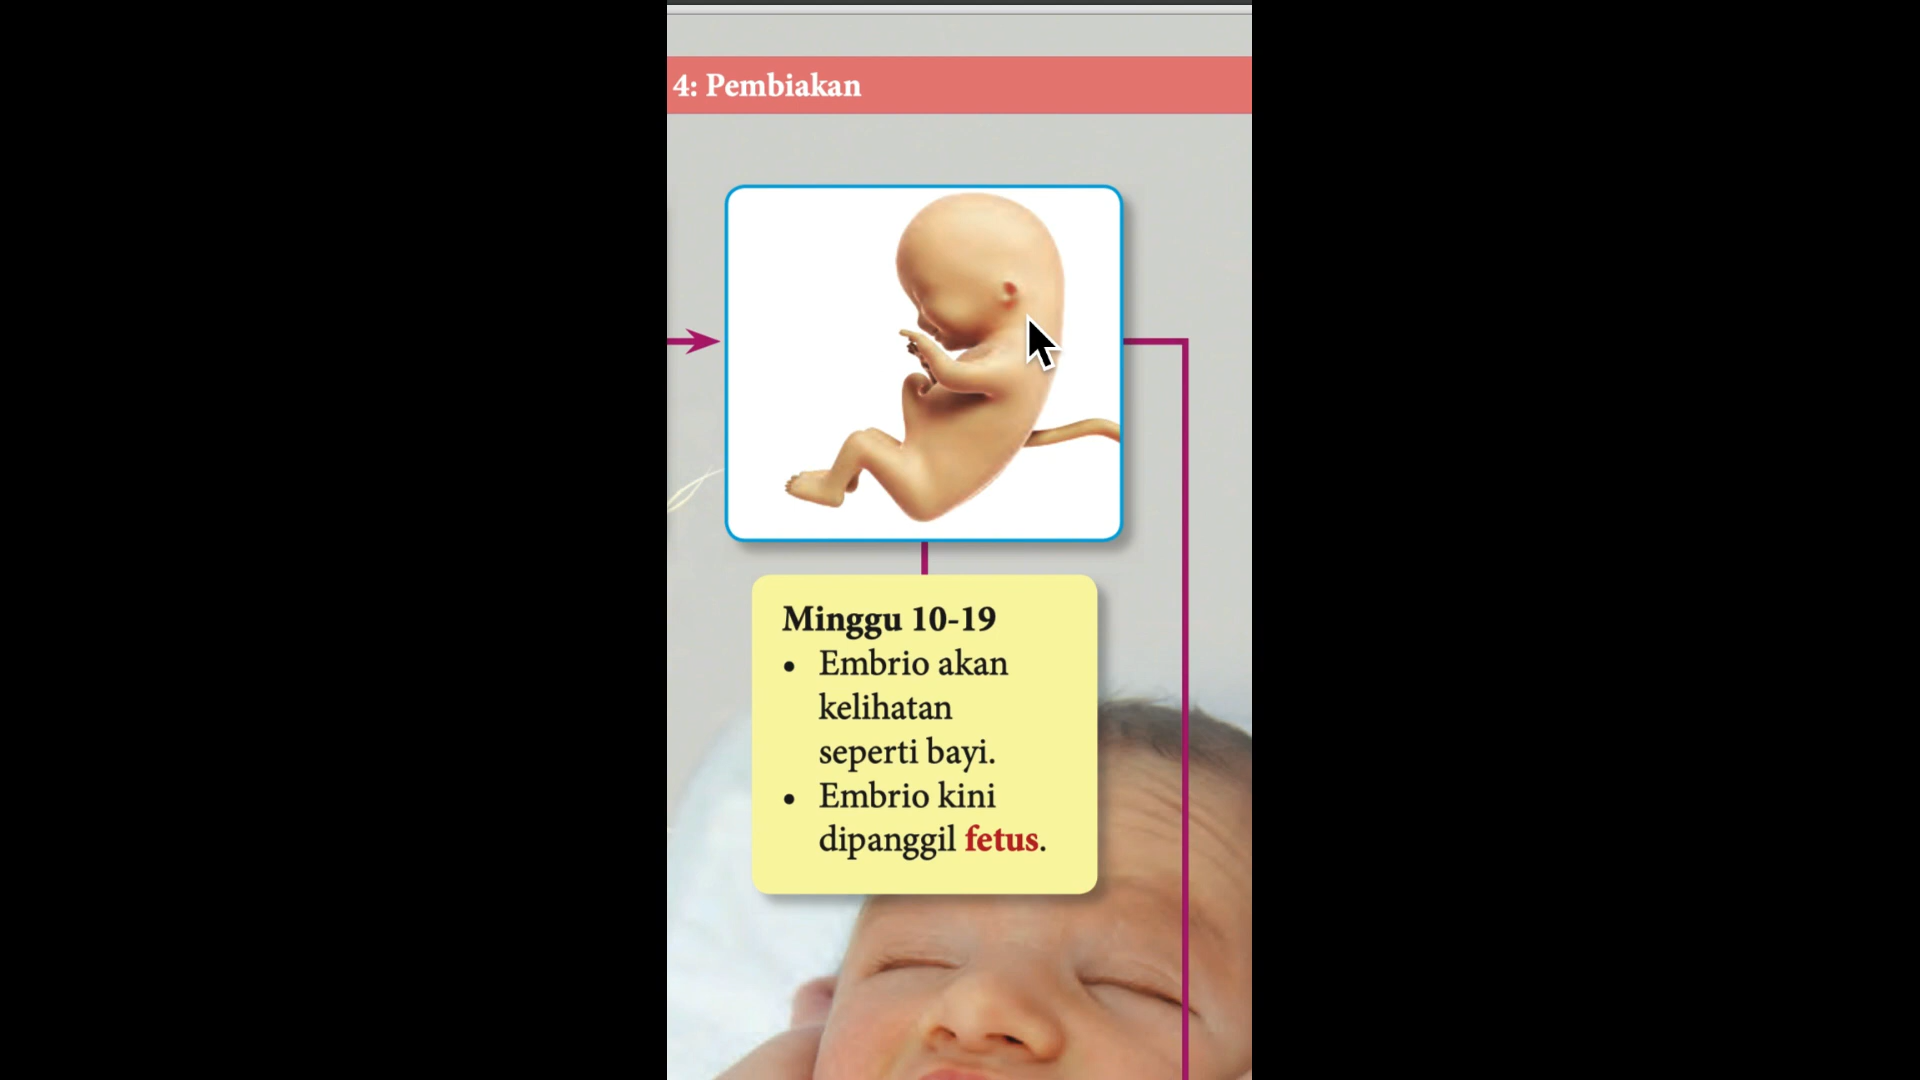 4: Pembiakan
Minggu 10-19
• Embrio akan
kelihatan
seperti bayi.
• Embrio kini
dipanggil fetus.